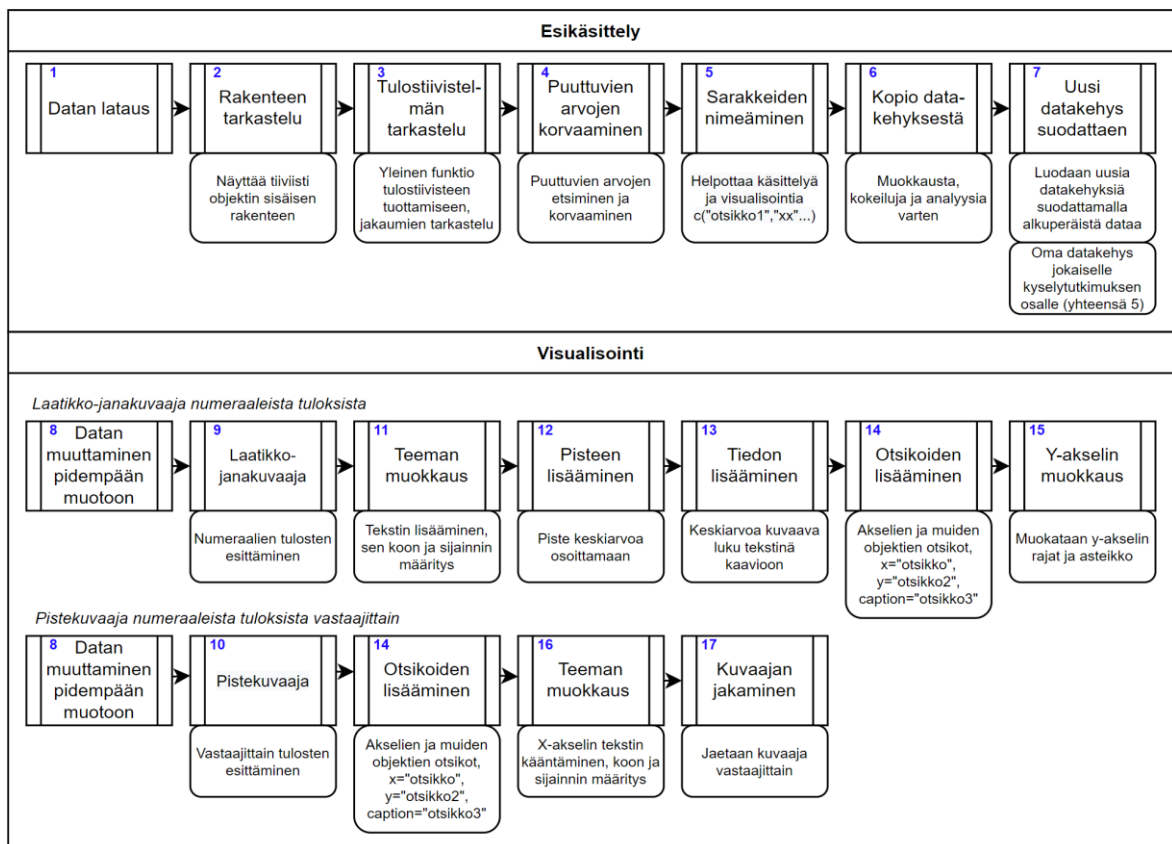 Esikäsittely
1
Datan lataus
2
Rakenteen
tarkastelu
Näyttää tiiviisti
objektin sisäisen
rakenteen
3
Tulostiivistel-
män
tarkastelu
Yleinen funktio
tulostiivisteen
tuottamiseen,
jakaumien tarkastelu
4
Puuttuvien
arvojen
korvaaminen
Puuttuvien arvojen
etsiminen ja
korvaaminen
5
Sarakkeiden
nimeäminen
Helpottaa käsittelyä
ja visualisointia
c("otsikko1","xx"...)
6
Kopio data-
kehyksestä
Muokkausta,
kokeiluja ja analyysia
varten
7
Uusi
datakehys
suodattaen
Luodaan uusia
datakehyksiä
suodattamalla
alkuperäistä dataa
Oma datakehys
jokaiselle
kyselytutkimuksen
osalle (yhteensä 5)
Visualisointi
Laatikko-janakuvaaja numeraaleista tuloksista
8
Datan
muuttaminen
pidempään
muotoon
9
Laatikko-
janakuvaaja
Numeraalien tulosten
esittäminen
11
Teeman
muokkaus
Tekstin lisääminen,
sen koon ja sijainnin
määritys
12
Pisteen
lisääminen
Piste keskiarvoa
osoittamaan
13
Tiedon
lisääminen
Keskiarvoa kuvaava
luku tekstinä
kaavioon
14
Otsikoiden
lisääminen
Akselien ja muiden
objektien otsikot,
x="otsikko",
y="otsikko2",
caption="otsikko3"
15
Y-akselin
muokkaus
Muokataan y-akselin
rajat ja asteikko
Pistekuvaaja numeraaleista tuloksista vastaajittain
8
Datan
muuttaminen
pidempään
muotoon
10
Pistekuvaaja
Vastaajittain tulosten
esittäminen
14
Otsikoiden
lisääminen
Akselien ja muiden
objektien otsikot,
x="otsikko",
y="otsikko2",
caption="otsikko3"
16
Teeman
muokkaus
X-akselin tekstin
kääntäminen, koon ja
sijainnin määritys
17
Kuvaajan
jakaminen
Jaetaan kuvaaja
vastaajittain